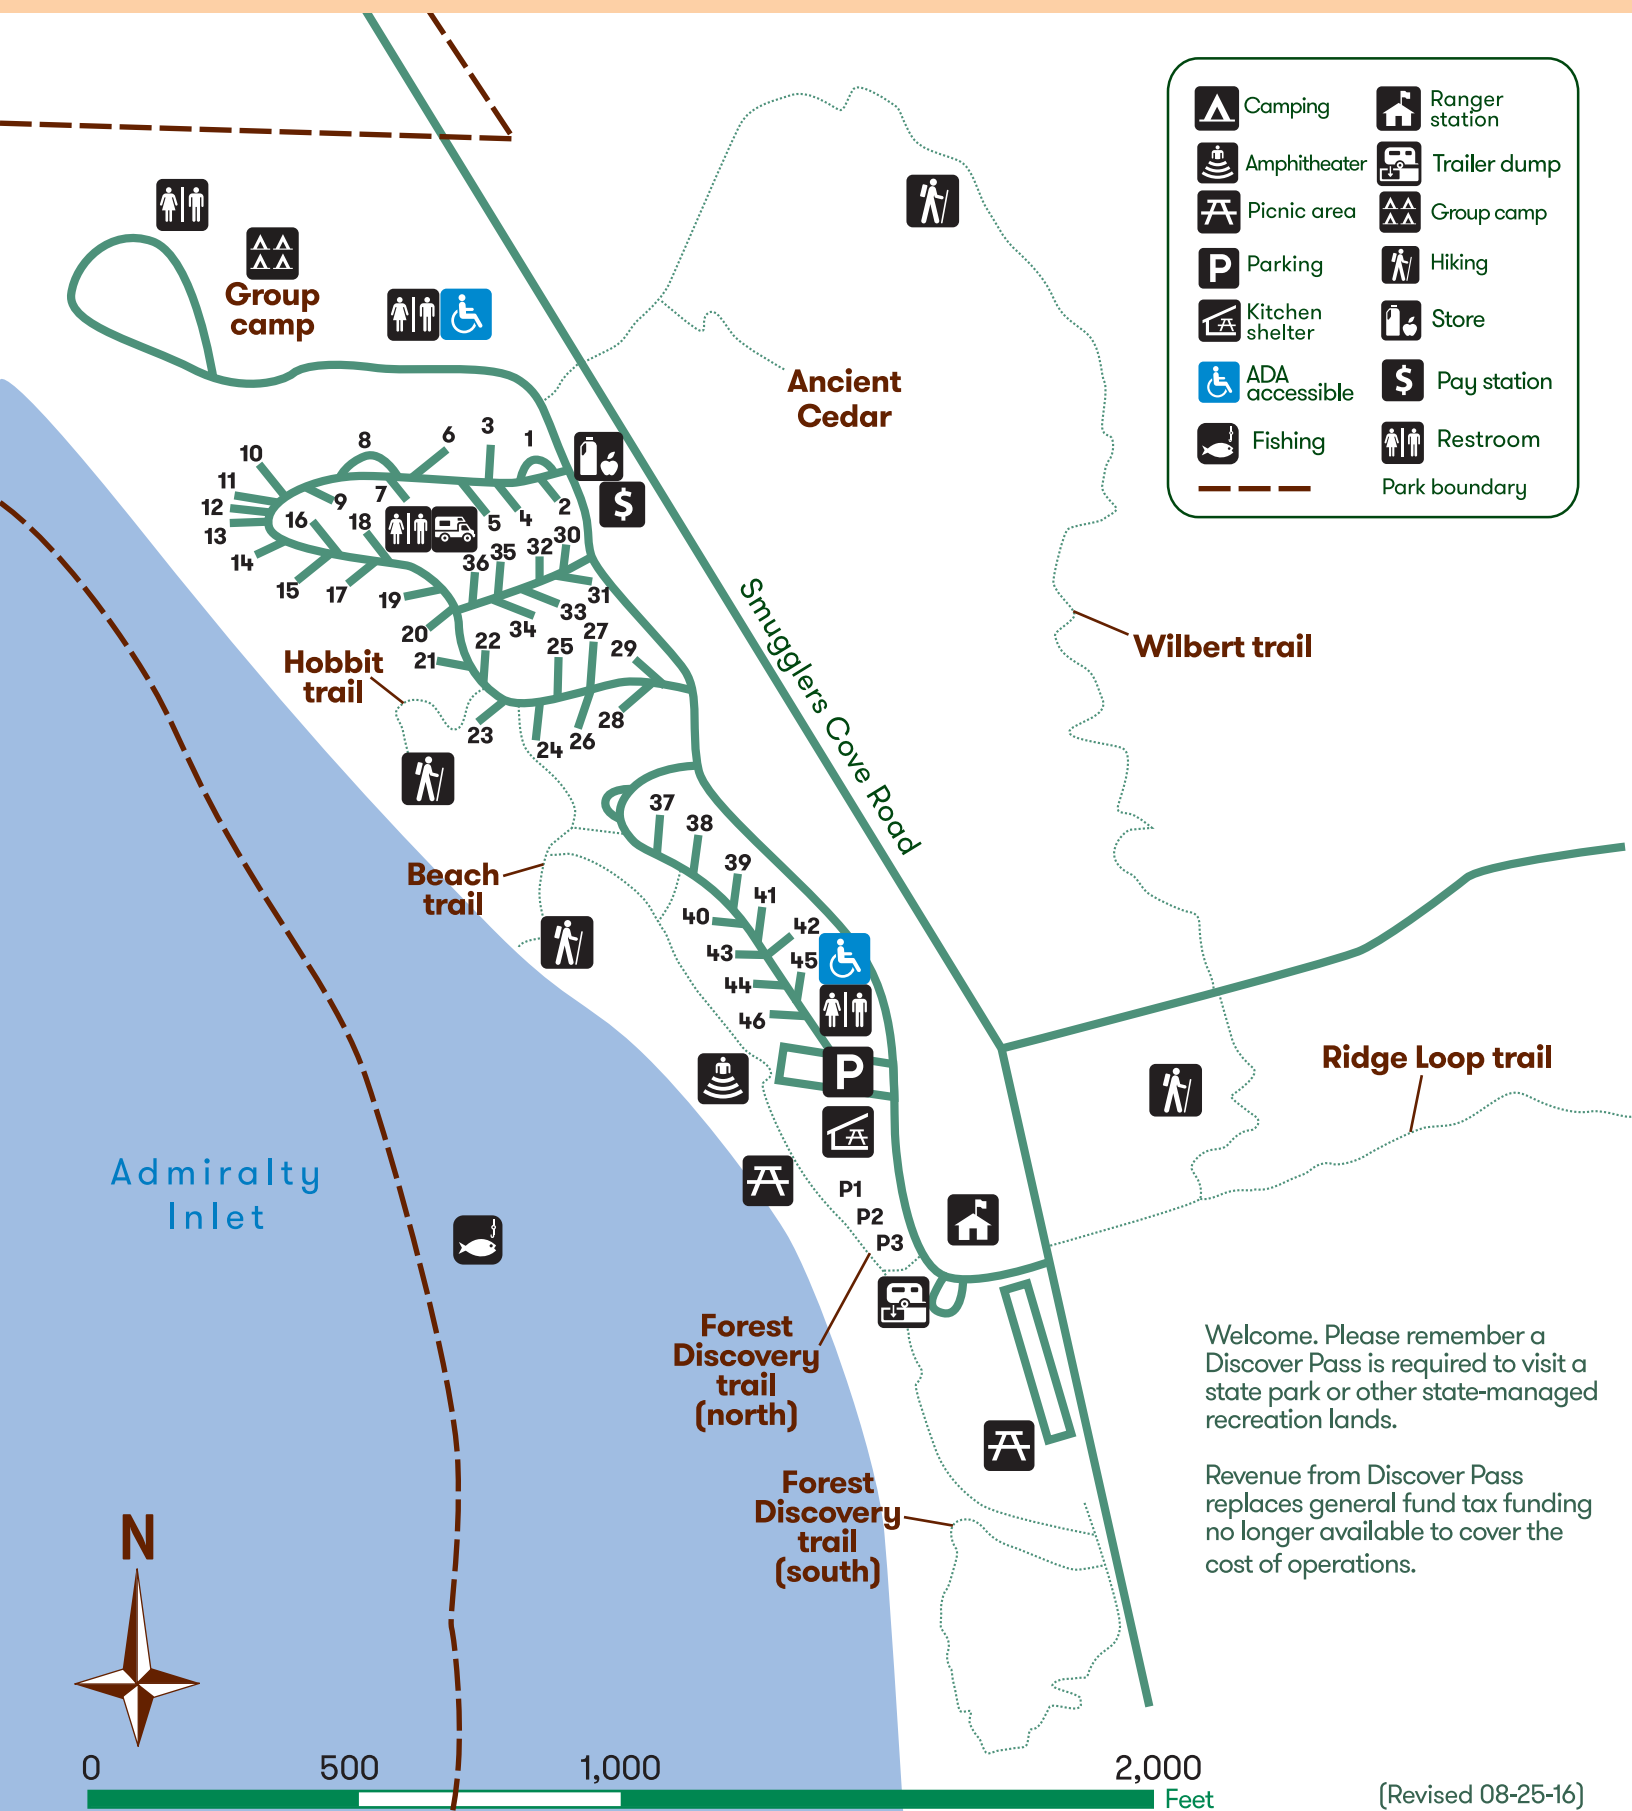 Camping
Ranger
station
Amphitheater
Trailer dump
Picnic area
Group camp
Parking
Hiking
Kitchen
shelter
Store
ADA
accessible
$
Pay station
Fishing
Restroom
Park boundary
P
Group
camp
Ancient
Cedar
$
8
6
3
1
10
11
12
13
9
7
5
4
2
16
18
14
15
17
19
20
36
35
32
30
31
33
34
21
22
25
27
29
23
24
26
28
Smugglers Cove Road
Wilbert trail
Hobbit
trail
37
38
39
41
40
42
43
45
44
46
Beach
trail
P
Ridge Loop trail
Admiralty
Inlet
P1
P2
P3
Forest
Discovery
trail
(north)
Forest
Discovery
trail
(south)
Welcome. Please remember a
Discover Pass is required to visit a
state park or other state-managed
recreation lands.
Revenue from Discover Pass
replaces general fund tax funding
no longer available to cover the
cost of operations.
N
0
500
1,000
2,000
Feet
(Revised 08-25-16)